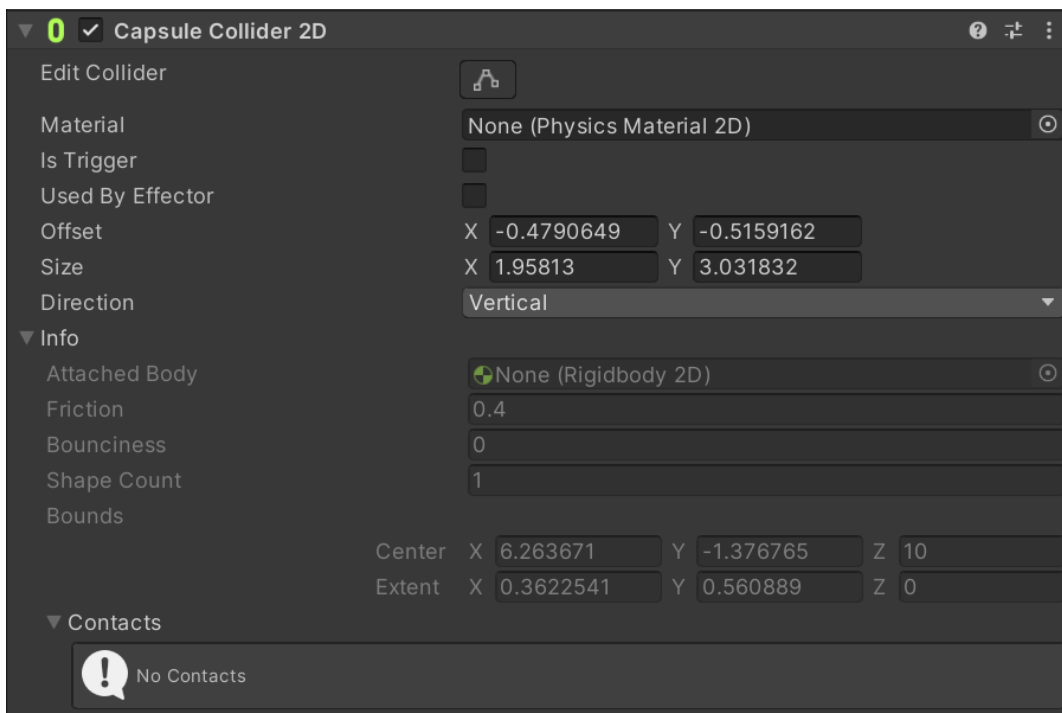 Capsule Collider 2D
Edit Collider
Material None (Physics Material 2D)
Is Trigger
Used By Effector
Offset X -0.4790649 Y -0.5159162
Size X 1.95813 Y 3.031832
Direction Vertical
Info
Attached Body None (Rigidbody 2D)
Friction 0.4
Bounciness 0
Shape Count 1
Bounds
Center X 6.263671 Y -1.376765 Z 10
Extent X 0.3622541 Y 0.560889 Z 0
Contacts
No Contacts